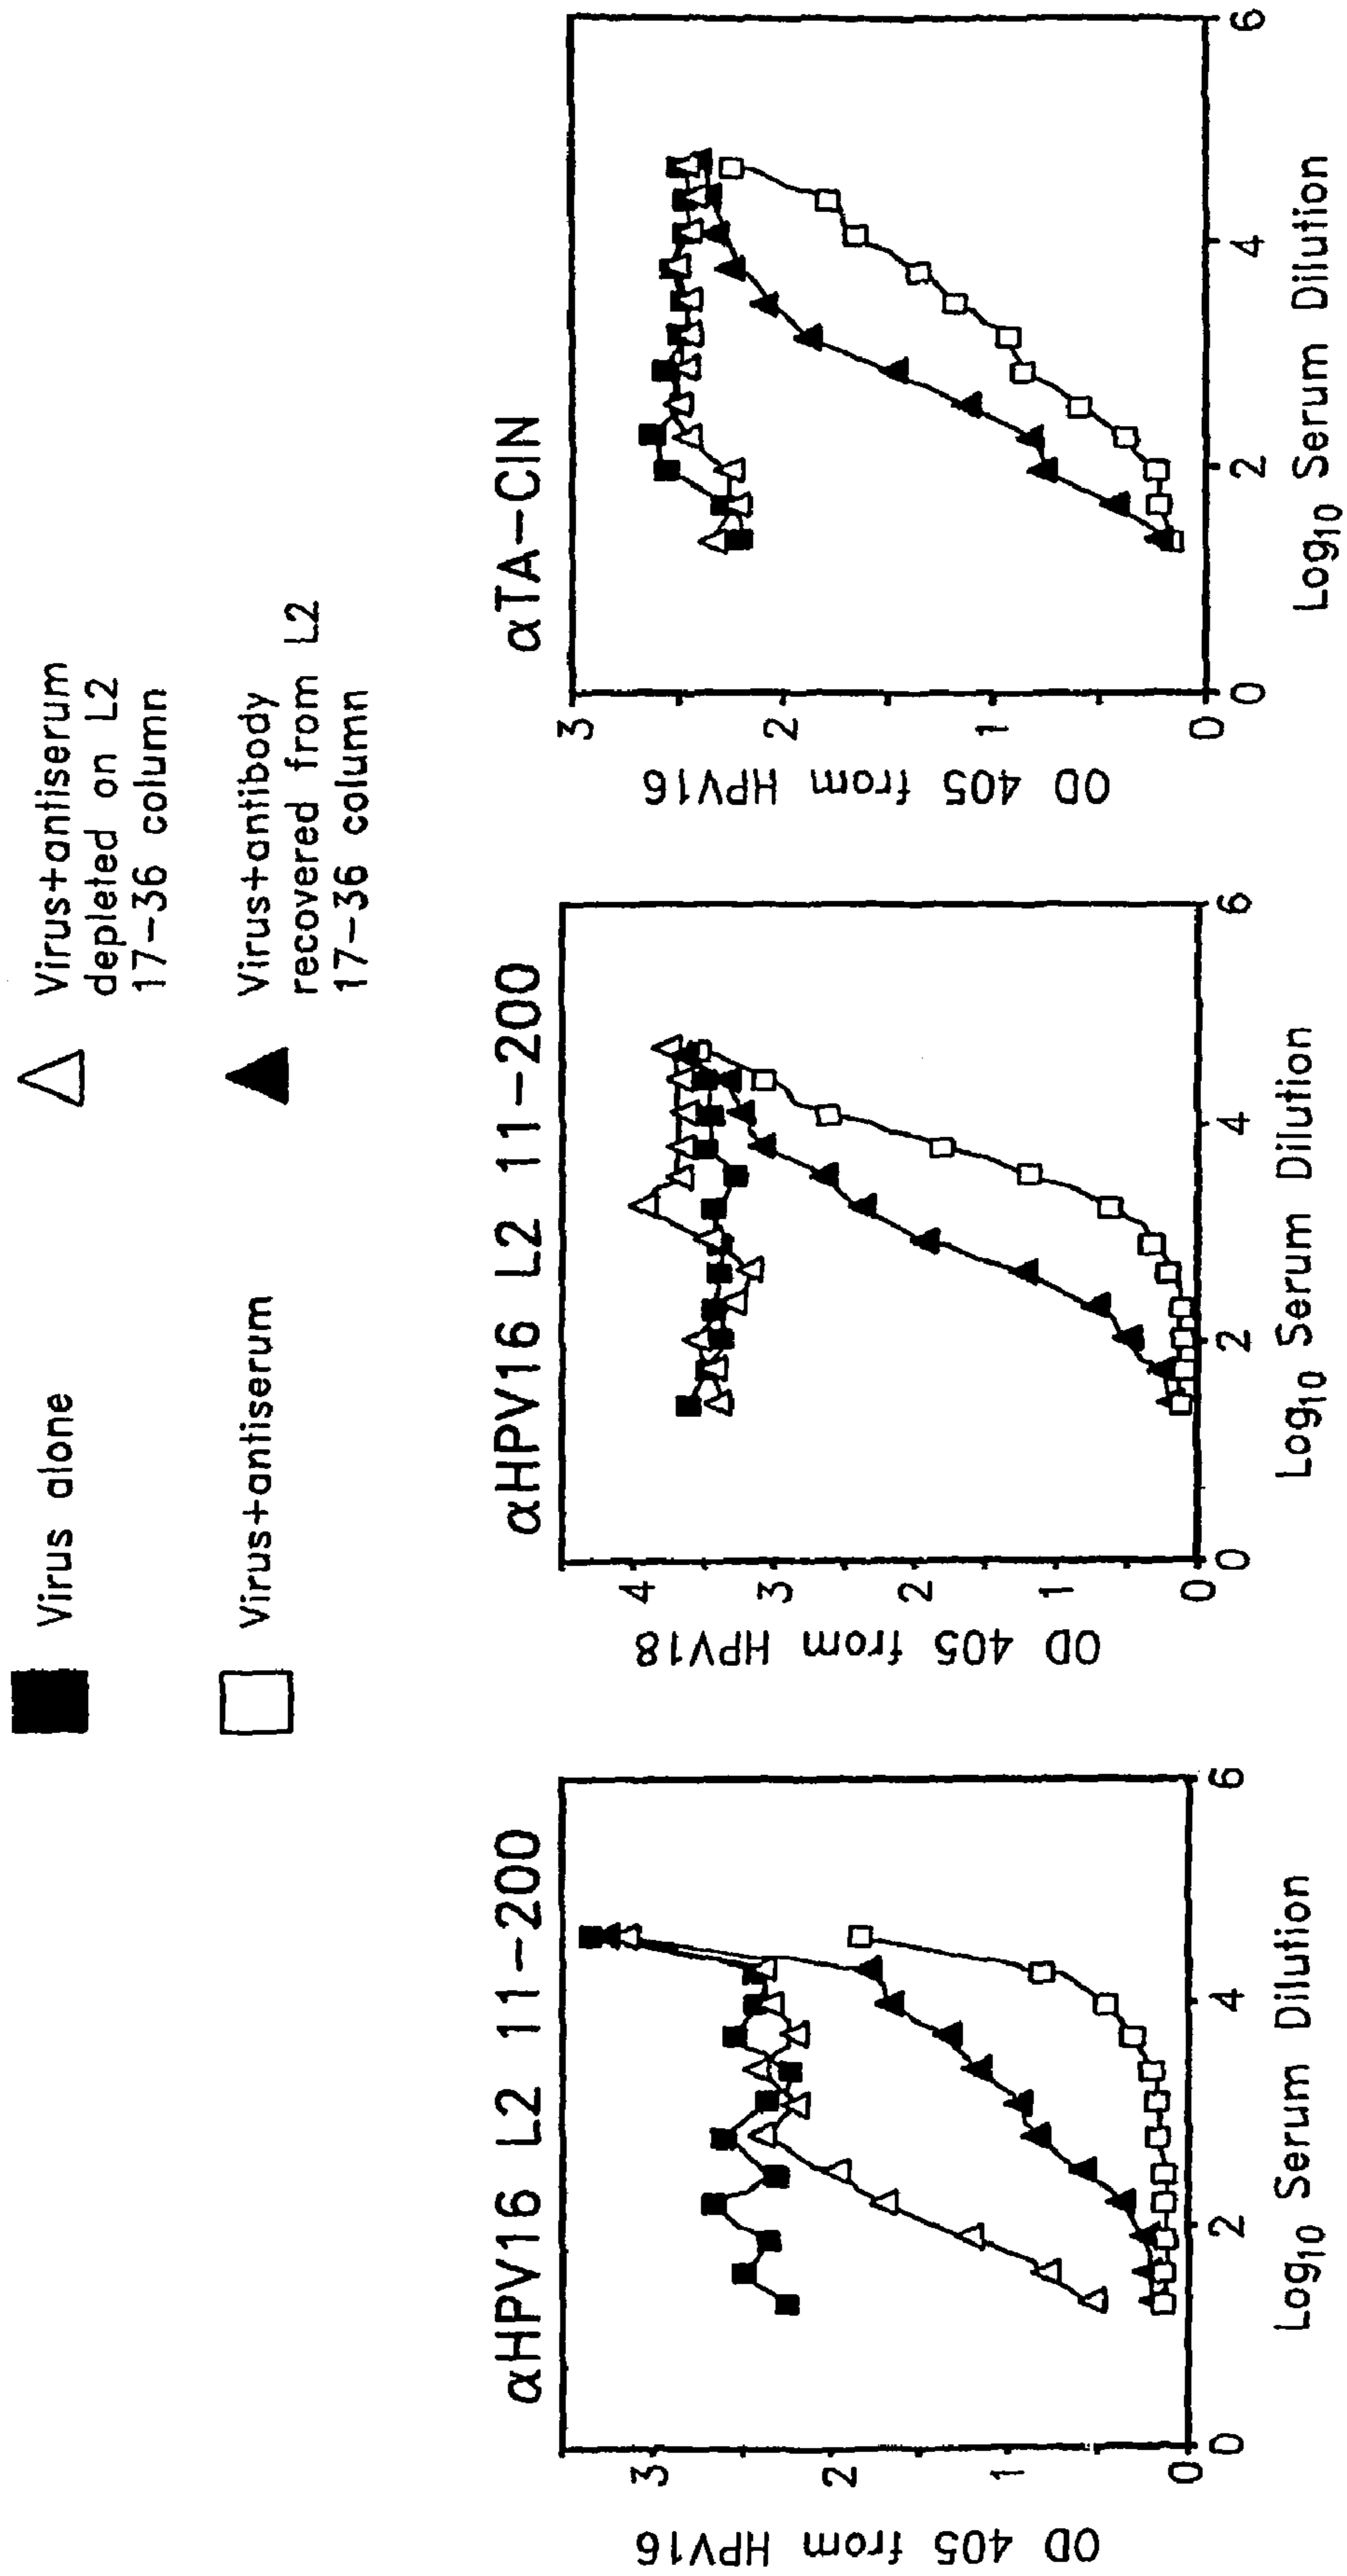 Virus alone
Virus+antiserum
depleted on L2
17-36 column
Virus+antiserum
Virus+antibody
recovered from L2
17-36 column
αHPV16 L2 11-200
OD 405 from HPV16
3
2
1
0
0
2
4
6
Log10 Serum Dilution
αHPV16 L2 11-200
OD 405 from HPV18
4
3
2
1
0
0
2
4
6
Log10 Serum Dilution
αTA-CIN
OD 405 from HPV16
3
2
1
0
0
2
4
6
Log10 Serum Dilution